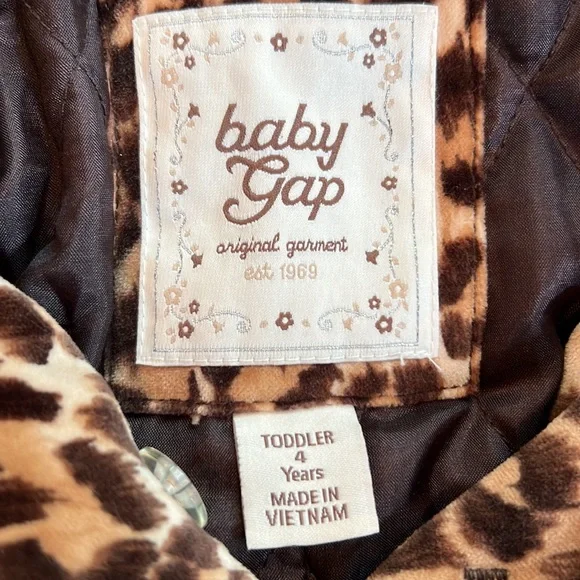 baby
Gap
original garment
est 1969
TODDLER
4
Years
MADE IN
VIETNAM